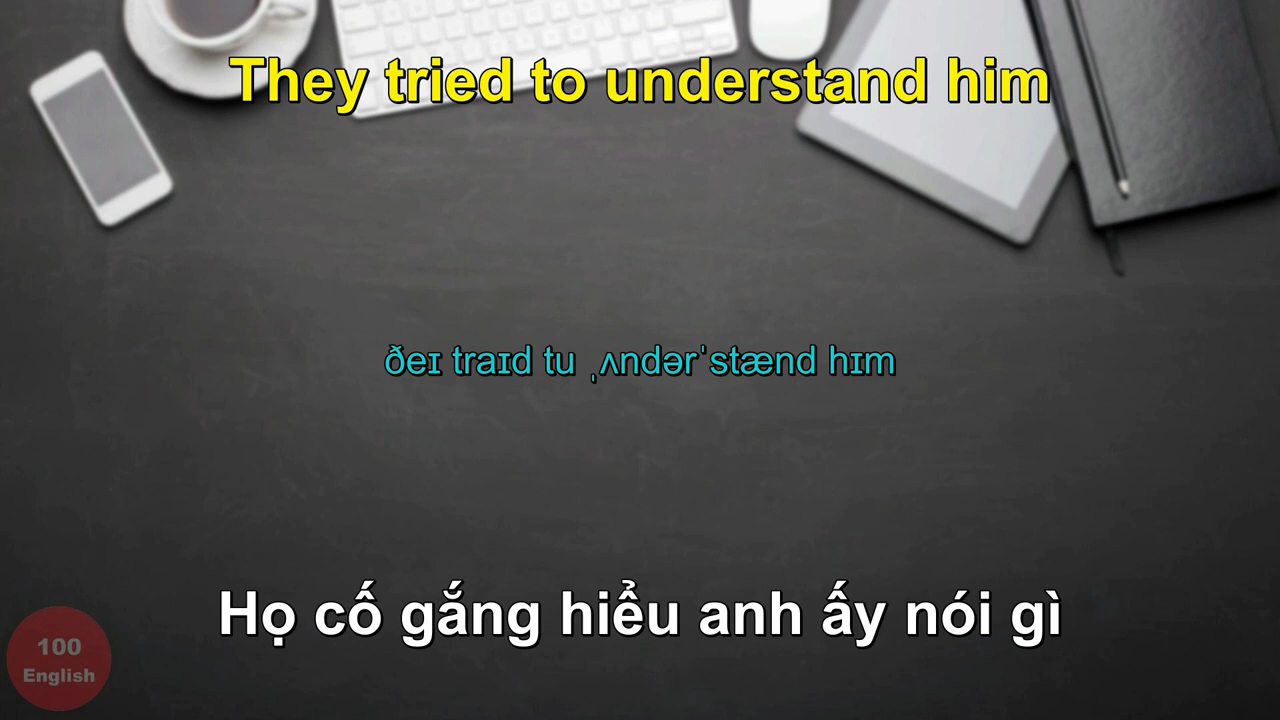 They tried to understand him
ðeɪ traɪd tu ˌʌndərˈstænd hɪm
Họ cố gắng hiểu anh ấy nói gì
100
English